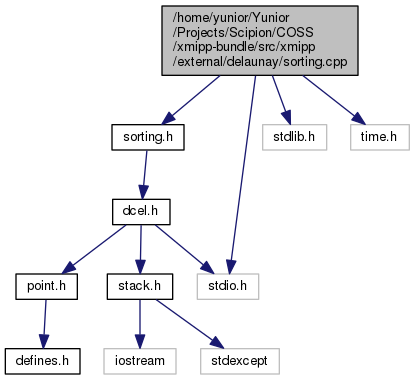 /home/yunior/Yunior
/Projects/Scipion/COSS
/xmipp-bundle/src/xmipp
/external/delaunay/sorting.cpp
sorting.h
stdlib.h
time.h
dcel.h
point.h
stack.h
stdio.h
defines.h
iostream
stdexcept